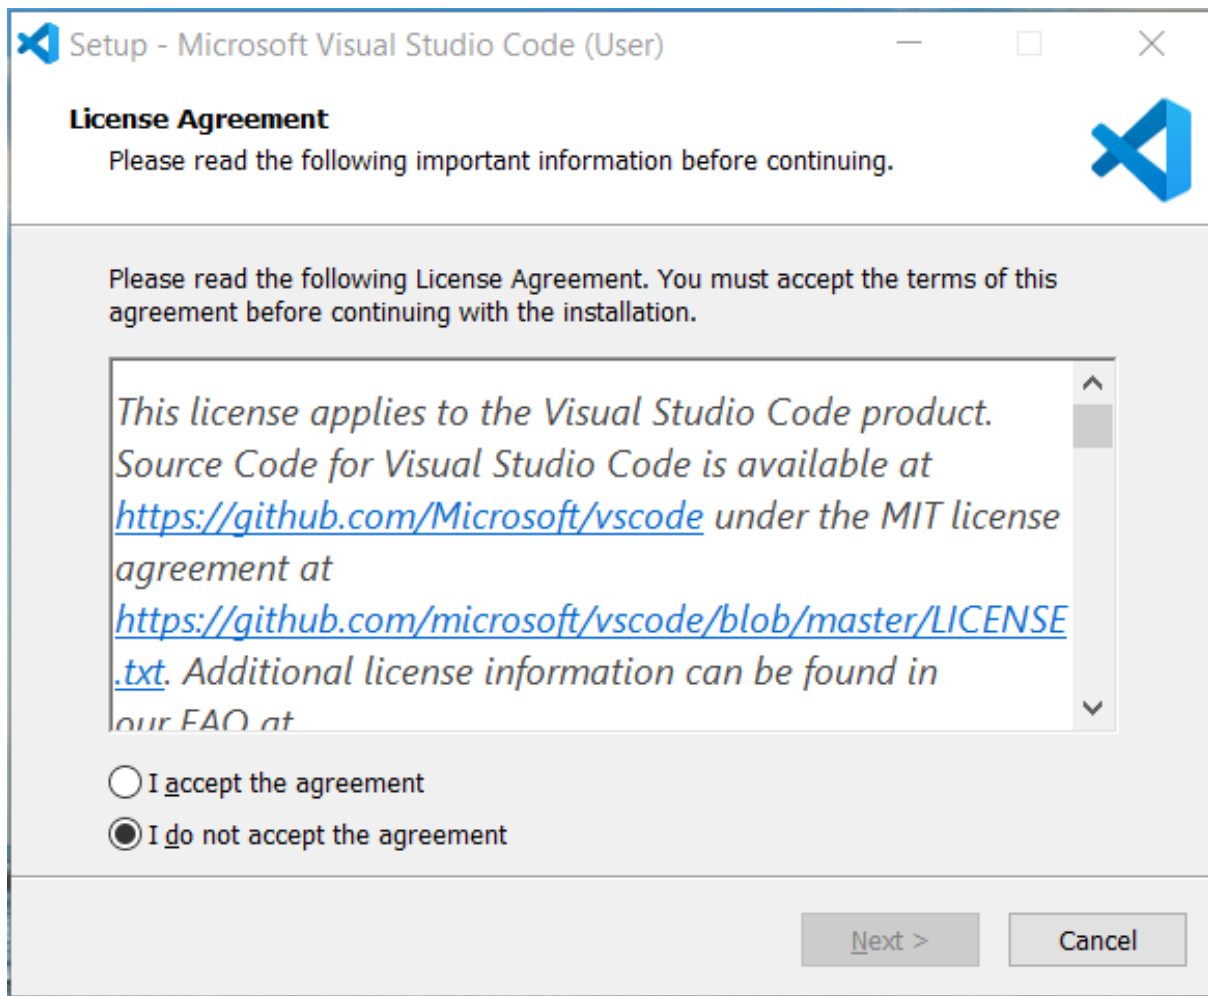 Setup - Microsoft Visual Studio Code (User)
License Agreement
Please read the following important information before continuing.
Please read the following License Agreement. You must accept the terms of this
agreement before continuing with the installation.
This license applies to the Visual Studio Code product.
Source Code for Visual Studio Code is available at
https://github.com/Microsoft/vscode under the MIT license
agreement at
https://github.com/microsoft/vscode/blob/master/LICENSE
.txt. Additional license information can be found in
our FAQ at
I accept the agreement
I do not accept the agreement
Next >
Cancel